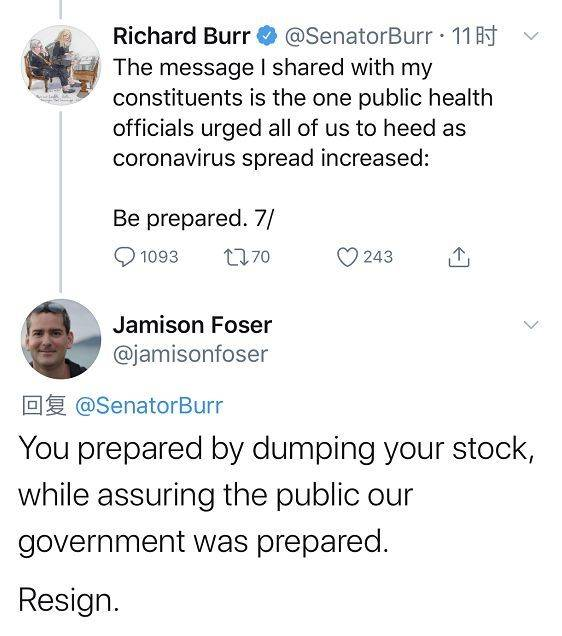 Richard Burr @SenatorBurr · 11时
The message I shared with my
constituents is the one public health
officials urged all of us to heed as
coronavirus spread increased:
Be prepared. 7/
1093 70 243
Jamison Foser
@jamisonfoser
回复 @SenatorBurr
You prepared by dumping your stock,
while assuring the public our
government was prepared.
Resign.